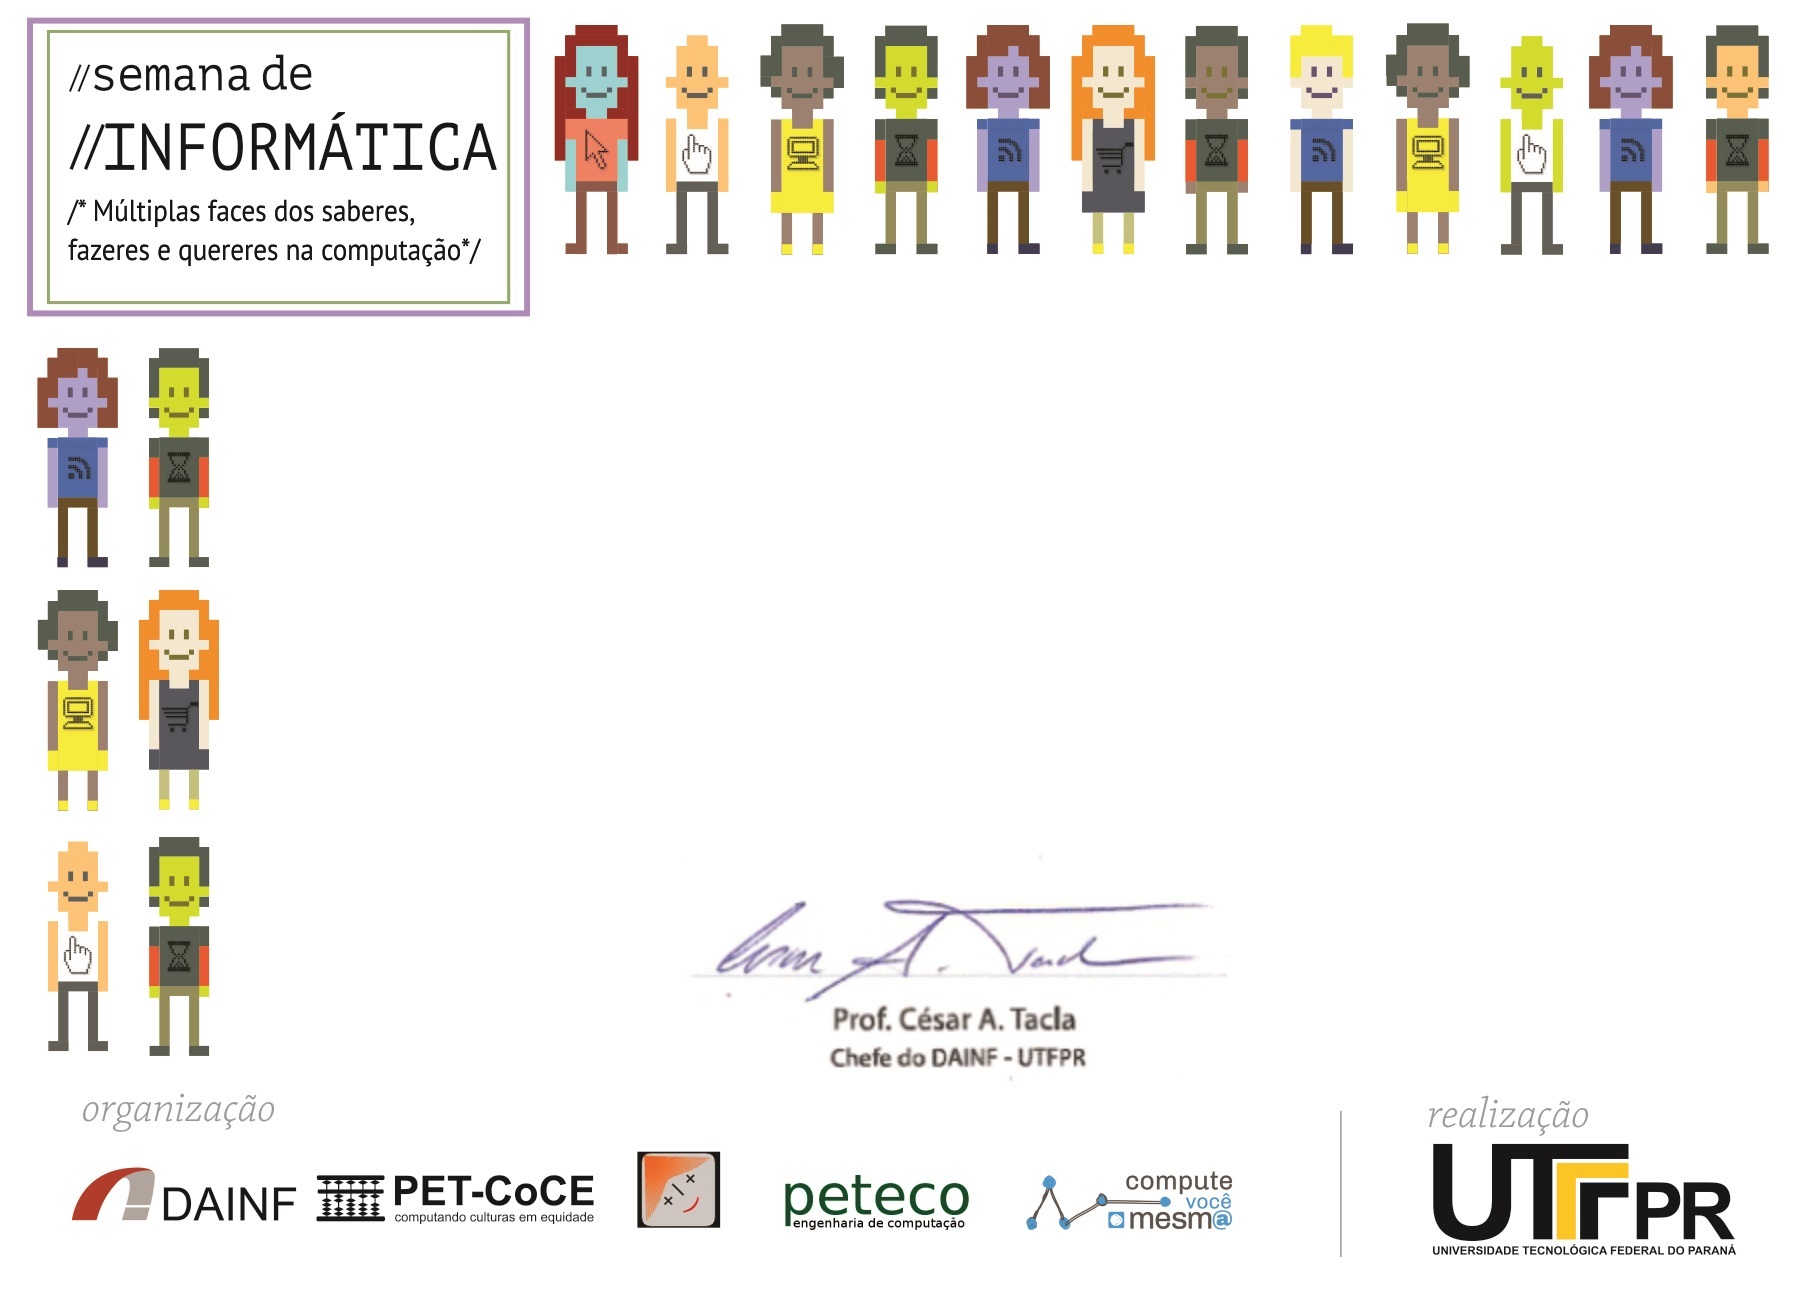 //semana de
//INFORMÁTICA
/* Múltiplas faces dos saberes,
fazeres e quereres na computação*/
Prof. César A. Tacla
Chefe do DAINF - UTFPR
organização
realização
DAINF
PET-CoCE
computando culturas em equidade
peteco
engenharia de computação
compute
você
mesm@
UTFPR
UNIVERSIDADE TECNOLÓGICA FEDERAL DO PARANÁ